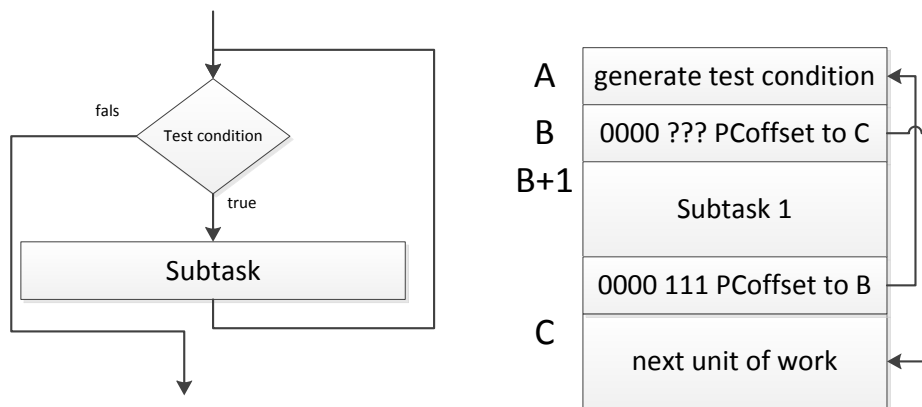 fals
Test condition
true
Subtask
A
generate test condition
B
0000 ??? PCoffset to C
B+1
Subtask 1
0000 111 PCoffset to B
C
next unit of work